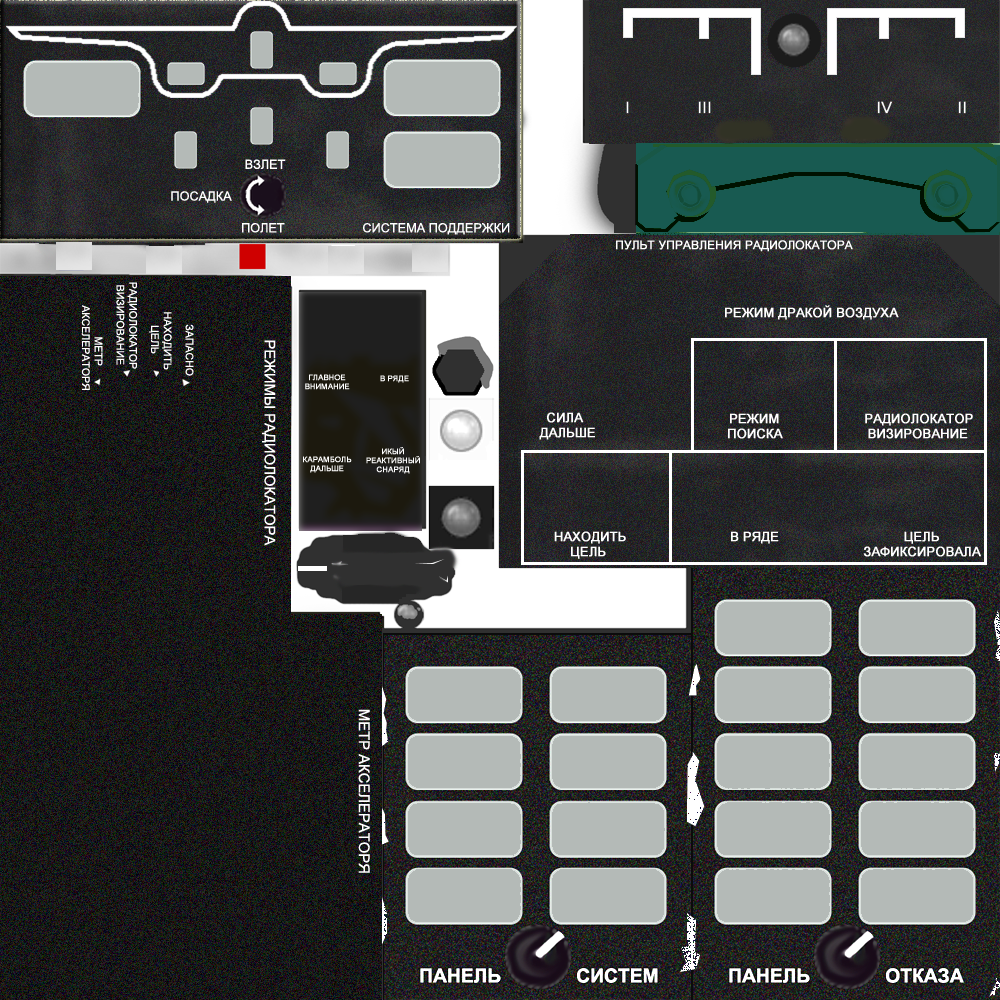 I III IV II
ВЗЛЕТ
ПОСАДКА
ПОЛЕТ
СИСТЕМА ПОДДЕРЖКИ
ПУЛЬТ УПРАВЛЕНИЯ РАДИОЛОКАТОРА
РЕЖИМ ДРАКОЙ ВОЗДУХА
СИЛА
ДАЛЬШЕ
РЕЖИМ
ПОИСКА
РАДИОЛОКАТОР
ВИЗИРОВАНИЕ
НАХОДИТЬ
ЦЕЛЬ
В РЯДЕ
ЦЕЛЬ
ЗАФИКСИРОВАЛА
ЗАПАСНО
НАХОДИТЬ
ЦЕЛЬ
РАДИОЛОКАТОР
ВИЗИРОВАНИЕ
МЕТР
АКСЕЛЕРАТОРЯ
РЕЖИМЫ РАДИОЛОКАТОРА
ГЛАВНОЕ
ВНИМАНИЕ
В РЯДЕ
КАРАМБОЛЬ
ДАЛЬШЕ
ИКЫЙ
РЕАКТИВНЫЙ
СНАРЯД
МЕТР АКСЕЛЕРАТОРЯ
ПАНЕЛЬ СИСТЕМ
ПАНЕЛЬ ОТКАЗА